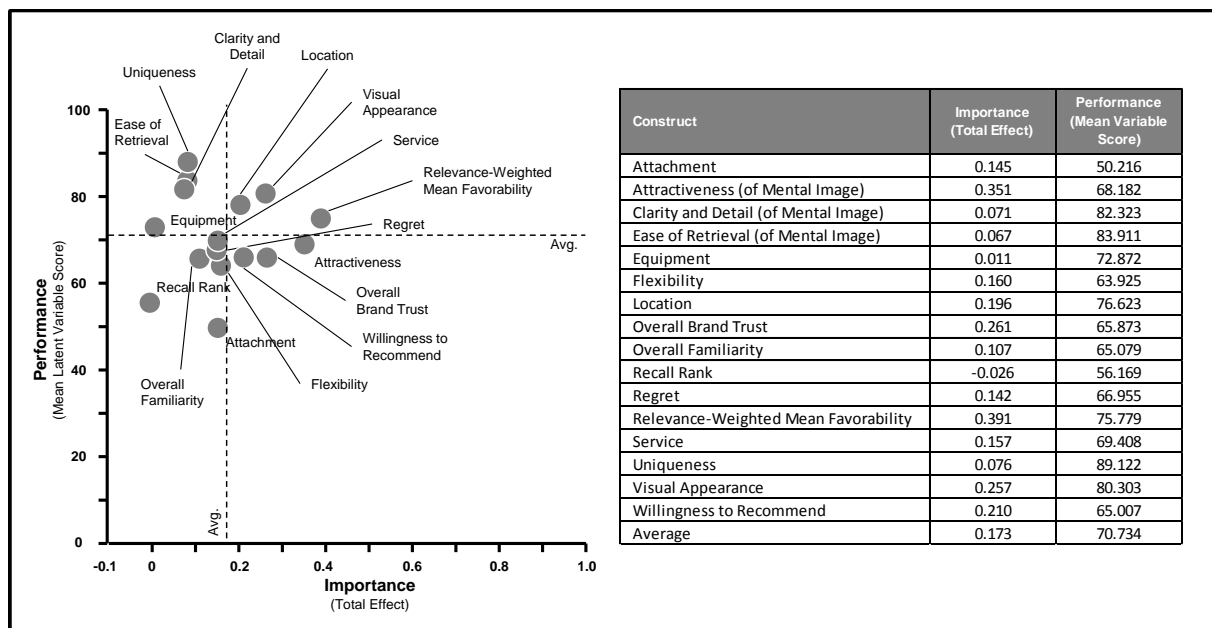 Clarity and
Detail
Location
Uniqueness
Visual
Appearance
Ease of
Retrieval
Service
Relevance-Weighted
Mean Favorability
Equipment
Regret
Avg.
Attractiveness
Recall Rank
Overall
Brand Trust
Attachment
Willingness to
Recommend
Overall
Familiarity
Flexibility
Avg.
Performance
(Mean Latent Variable Score)
100
80
60
40
20
0
-0.1 0 0.2 0.4 0.6 0.8 1.0
Importance
(Total Effect)
Construct Importance (Total Effect) Performance (Mean Variable Score)
Attachment 0.145 50.216
Attractiveness (of Mental Image) 0.351 68.182
Clarity and Detail (of Mental Image) 0.071 82.323
Ease of Retrieval (of Mental Image) 0.067 83.911
Equipment 0.011 72.872
Flexibility 0.160 63.925
Location 0.196 76.623
Overall Brand Trust 0.261 65.873
Overall Familiarity 0.107 65.079
Recall Rank -0.026 56.169
Regret 0.142 66.955
Relevance-Weighted Mean Favorability 0.391 75.779
Service 0.157 69.408
Uniqueness 0.076 89.122
Visual Appearance 0.257 80.303
Willingness to Recommend 0.210 65.007
Average 0.173 70.734